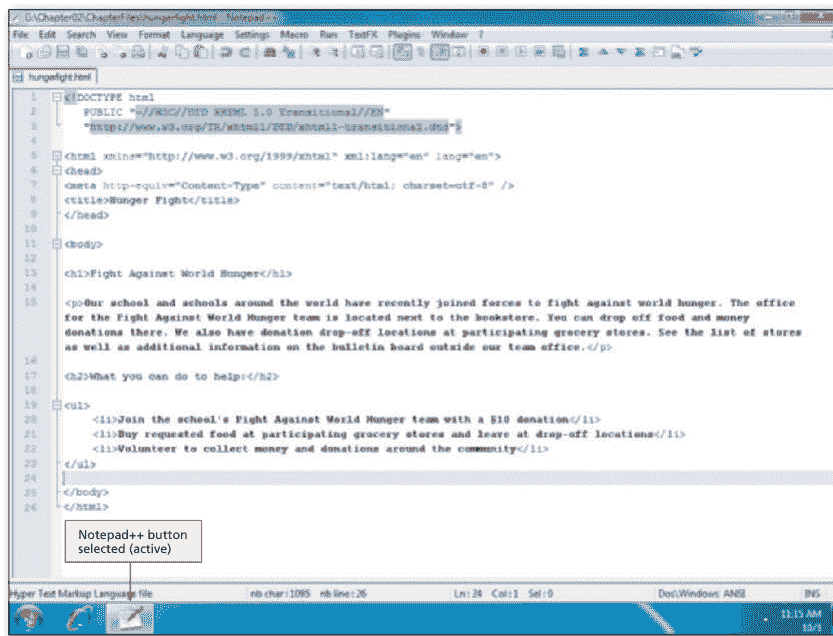 G:\Chapter02\ChapterFiles\hungerfight.html - Notepad++
File Edit Search View Format Language Settings Macro Run TextFX Plugins Window ?
hungerfight.html
1 <!DOCTYPE html
2 PUBLIC "-//W3C//DTD XHTML 1.0 Transitional//EN"
3 "http://www.w3.org/TR/xhtml1/DTD/xhtml1-transitional.dtd">
4
5 <html xmlns="http://www.w3.org/1999/xhtml" xml:lang="en" lang="en">
6 <head>
7 <meta http-equiv="Content-Type" content="text/html; charset=utf-8" />
8 <title>Hunger Fight</title>
9 </head>
10
11 <body>
12
13 <h1>Fight Against World Hunger</h1>
14
15 <p>Our school and schools around the world have recently joined forces to fight against world hunger. The office
for the Fight Against World Hunger team is located next to the bookstore. You can drop off food and money
donations there. We also have donation drop-off locations at participating grocery stores. See the list of stores
as well as additional information on the bulletin board outside our team office.</p>
16
17 <h2>What you can do to help:</h2>
18
19 <ul>
20 <li>Join the school's Fight Against World Hunger team with a $10 donation</li>
21 <li>Buy requested food at participating grocery stores and leave at drop-off locations</li>
22 <li>Volunteer to collect money and donations around the community</li>
23 </ul>
24
25 </body>
26 </html>
Notepad++ button
selected (active)
Hyper Text Markup Language file nb char : 1095 nb line : 26 Ln : 24 Col : 1 Sel : 0 Dos\Windows ANSI INS
11:15 AM